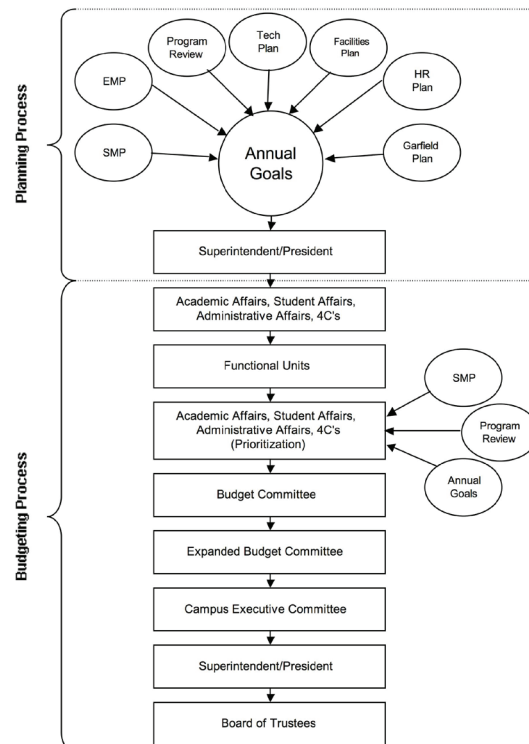 Planning Process
EMP
SMP
Program
Review
Tech
Plan
Facilities
Plan
HR
Plan
Garfield
Plan
Annual
Goals
Superintendent/President
Budgeting Process
Academic Affairs, Student Affairs,
Administrative Affairs, 4C's
Functional Units
Academic Affairs, Student Affairs,
Administrative Affairs, 4C's
(Prioritization)
SMP
Program
Review
Annual
Goals
Budget Committee
Expanded Budget Committee
Campus Executive Committee
Superintendent/President
Board of Trustees